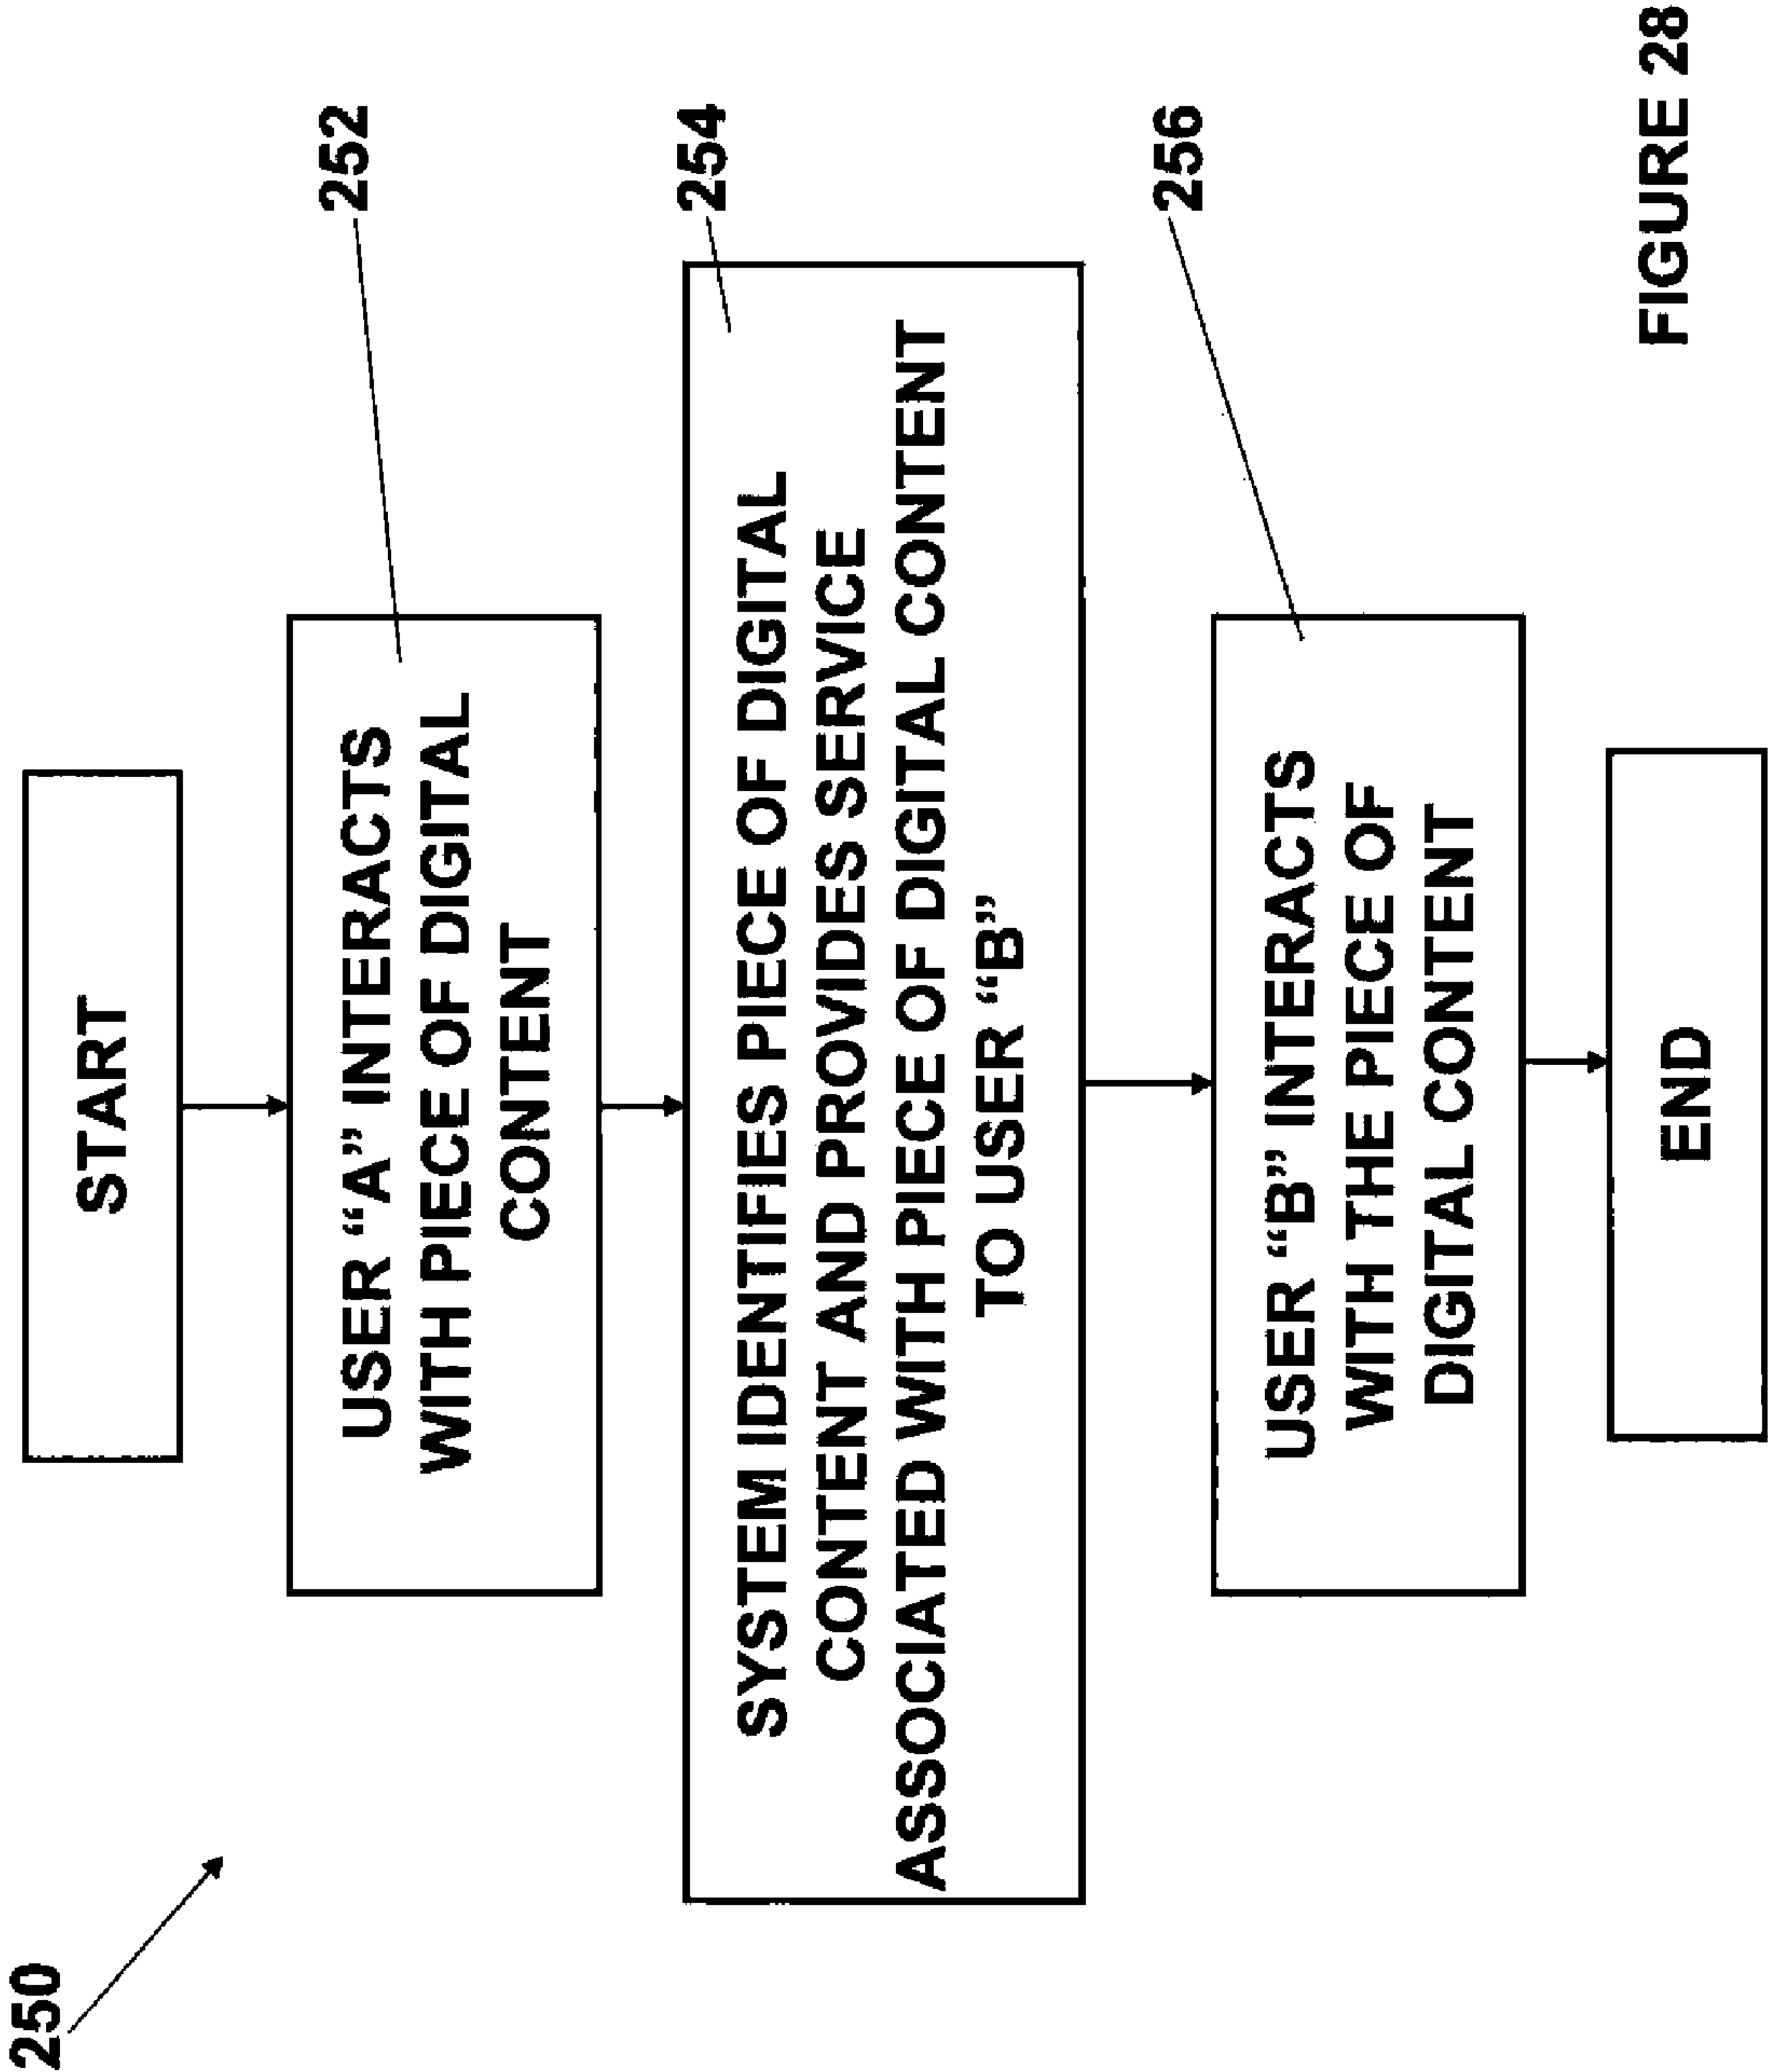 250
START
USER “A” INTERACTS
WITH PIECE OF DIGITAL
CONTENT
252
SYSTEM IDENTIFIES PIECE OF DIGITAL
CONTENT AND PROVIDES SERVICE
ASSOCIATED WITH PIECE OF DIGITAL CONTENT
TO USER “B”
254
USER “B” INTERACTS
WITH THE PIECE OF
DIGITAL CONTENT
256
END
FIGURE 28